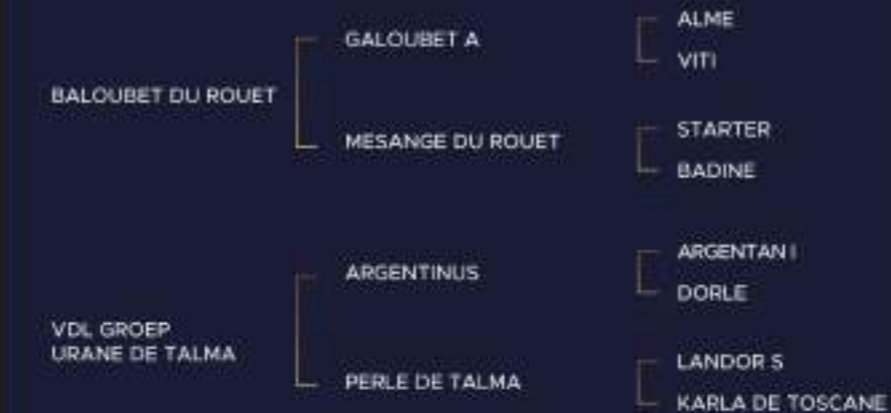 BALOUBET DU ROUET
GALOUBET A
ALME
VITI
MESANGE DU ROUET
STARTER
BADINE
VDL GROEP
URANE DE TALMA
ARGENTINUS
ARGENTAN I
DORLE
PERLE DE TALMA
LANDOR S
KARLA DE TOSCANE